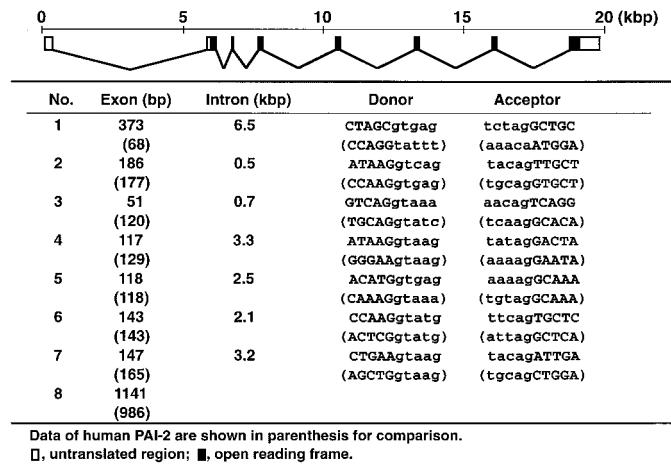 0 5 10 15 20 (kbp)
No. Exon (bp) Intron (kbp) Donor Acceptor
1 373 6.5 CTAGCgtgag tctagGCTGC
(68) (CCAGGtattt) (aaacaATGGA)
2 186 0.5 ATAAGgtcag tacagTTGCT
(177) (CCAAGgtgag) (tgcagGTGCT)
3 51 0.7 GTCAGgtaaa aacagTCAGG
(120) (TGCAGgtatc) (tcaagGCACA)
4 117 3.3 ATAAGgtaag tatagGACTA
(129) (GGGAAgtaag) (aaaagGAATA)
5 118 2.5 ACATGgtgag aaaagGCAAA
(118) (CAAAGgtaaa) (tgtagGCAAA)
6 143 2.1 CCAAGgtatg ttcagTGCTC
(143) (ACTCGgtatg) (attagGCTCA)
7 147 3.2 CTGAAgtaag tacagATTGA
(165) (AGCTGgtaag) (tgcagCTGGA)
8 1141
(986)
Data of human PAI-2 are shown in parenthesis for comparison.
▯, untranslated region; ▮, open reading frame.